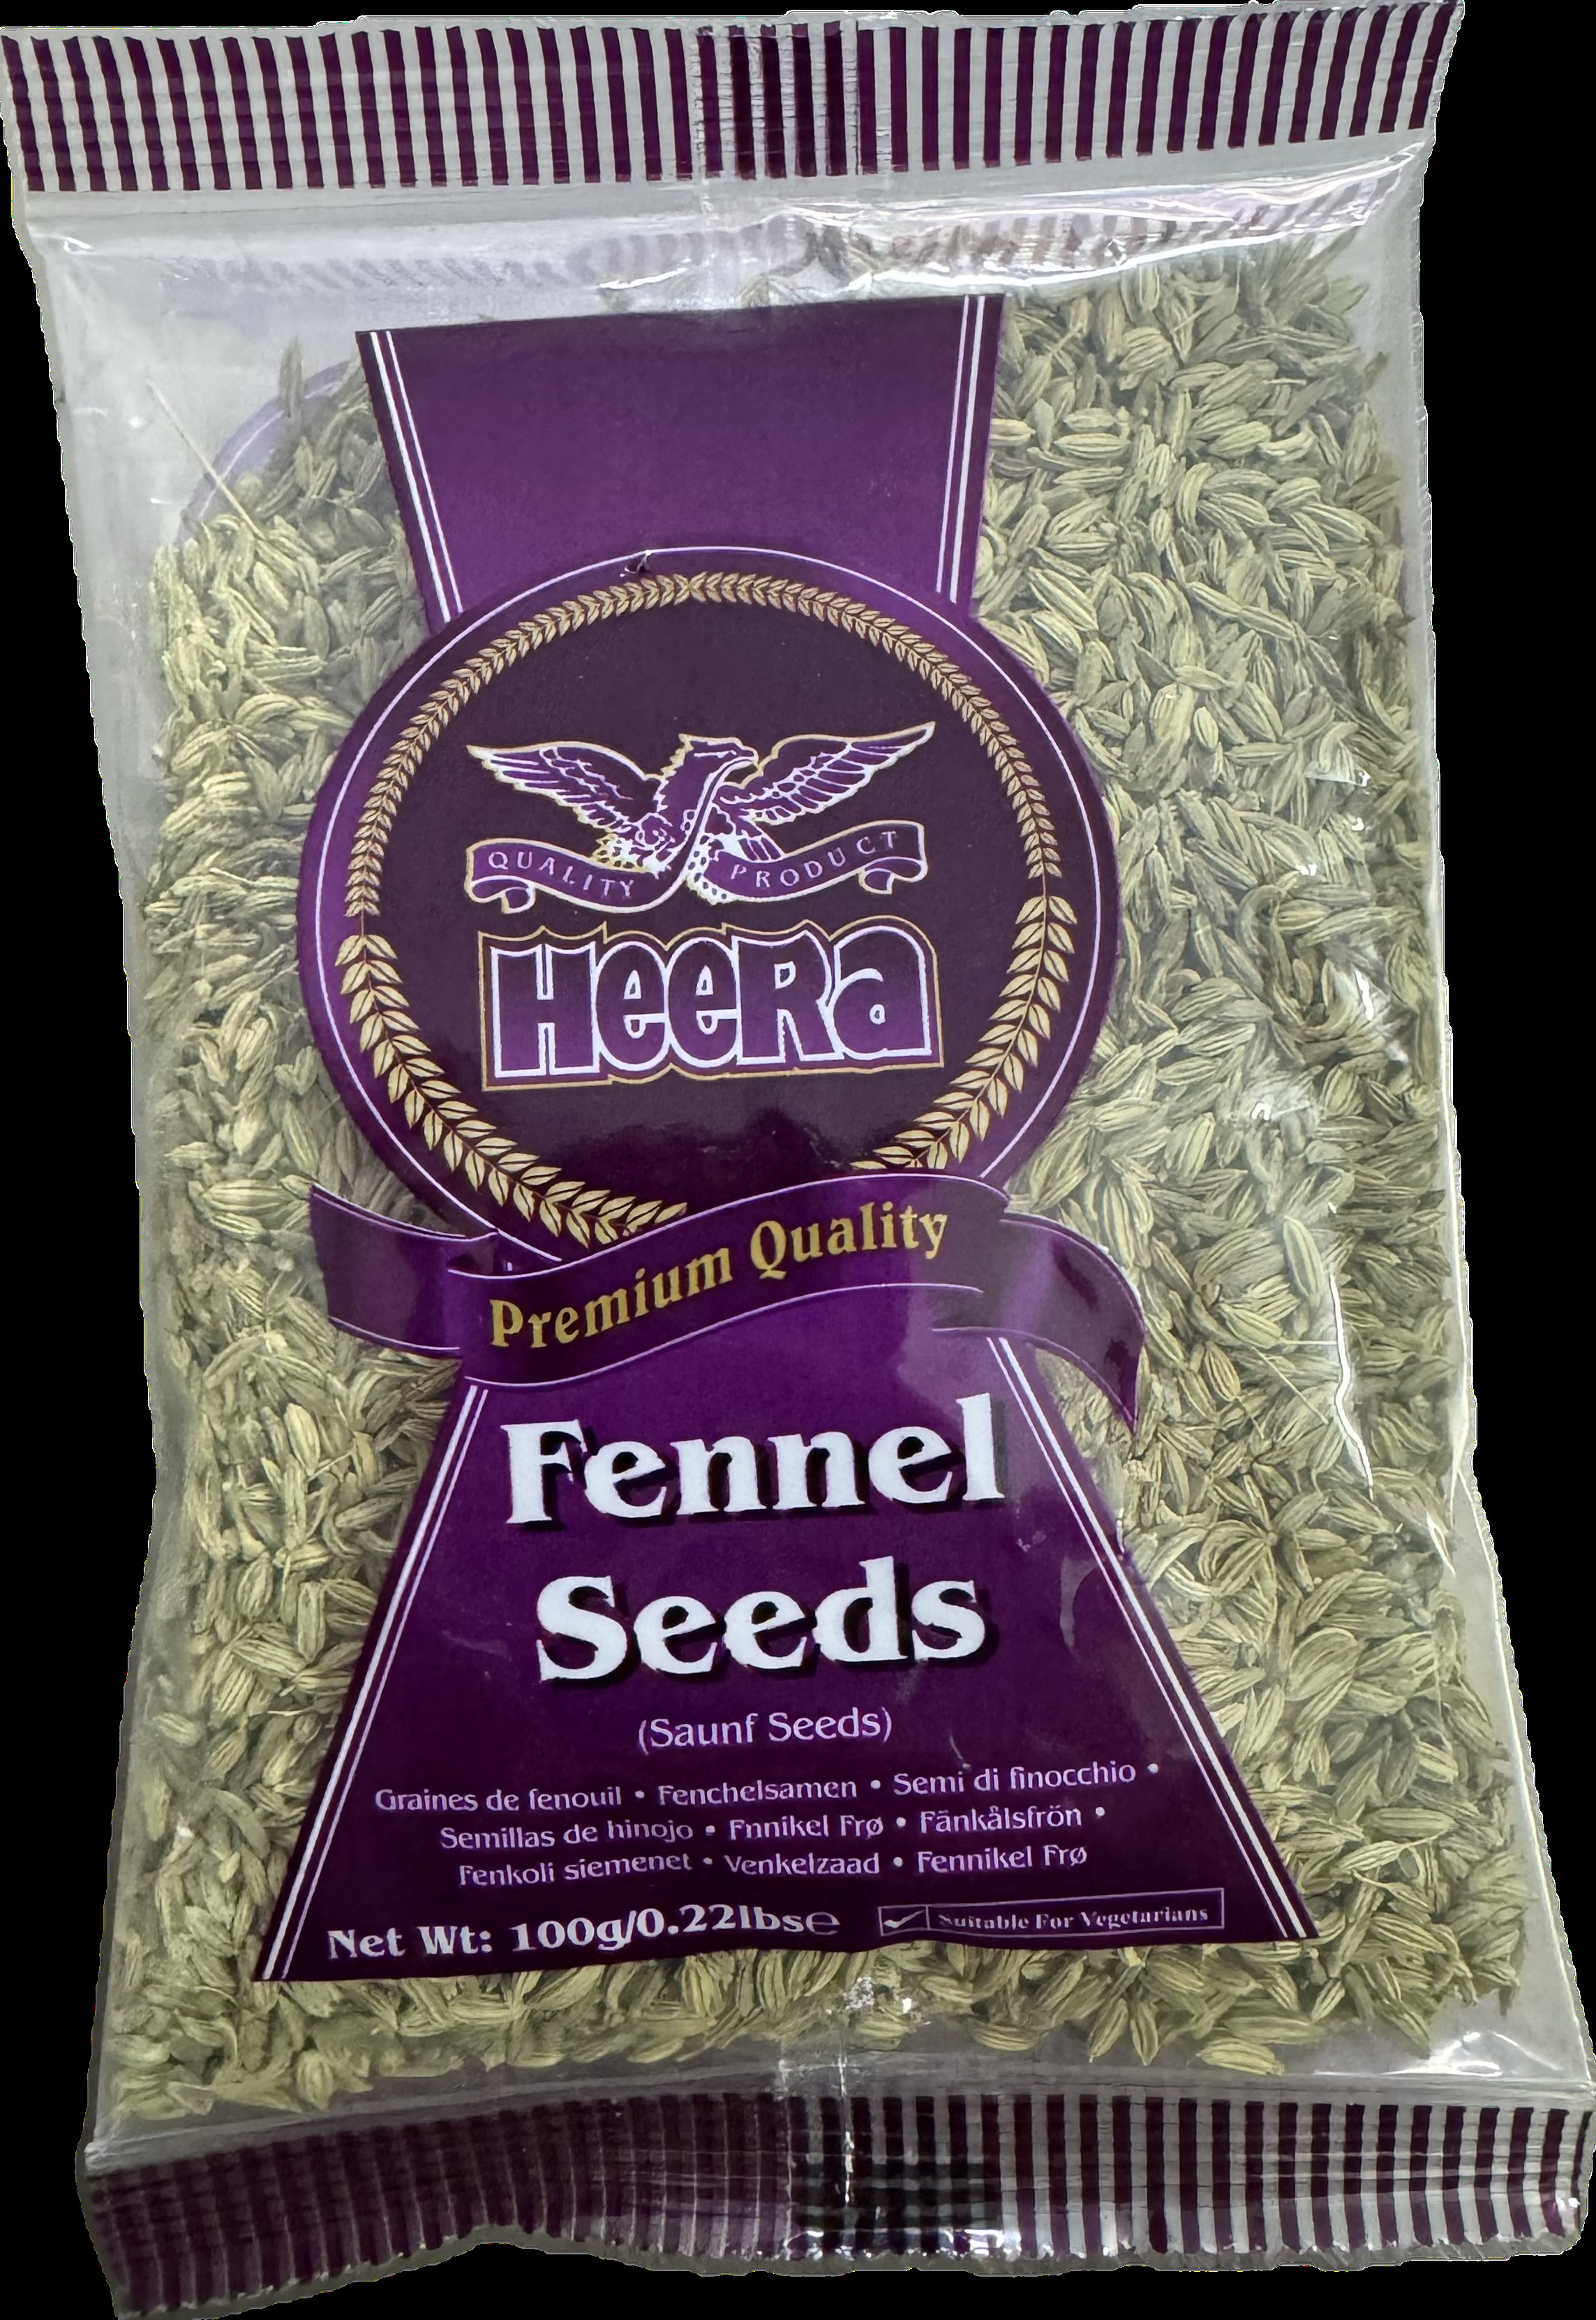 QUALITY PRODUCT
HeeRa
Premium Quality
Fennel
Seeds
(Saunf Seeds)
Graines de fenouil • Fenchelsamen • Semi di finocchio •
Semillas de hinojo • Fnnikel Frø • Fänkålsfrön •
Fenkoli siemenet • Venkelzaad • Fennikel Frø
Net Wt: 100g/0.22lbs℮
Suitable For Vegetarians